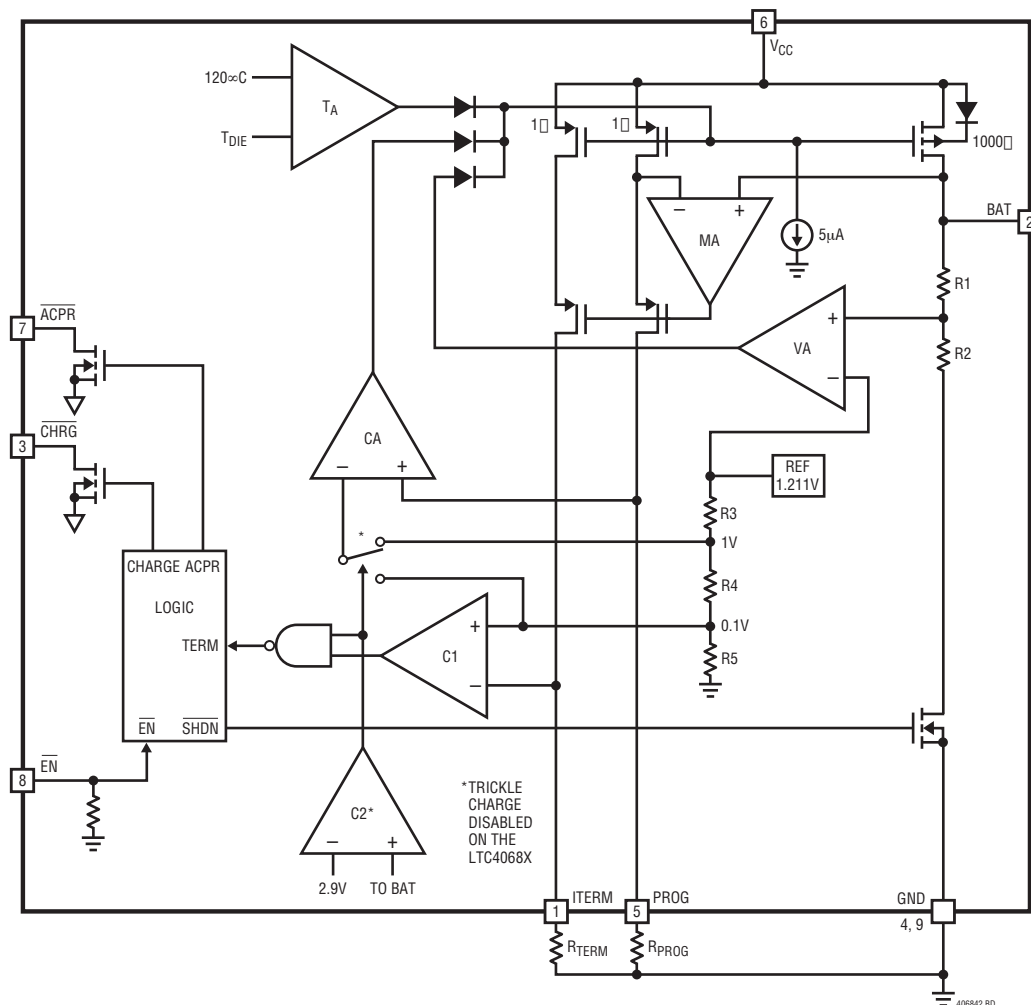 6
VCC
120∞C
TA
TDIE
1▯
1▯
1000▯
– +
MA
5µA
BAT
2
R1
+
VA
–
R2
ACPR
7
CHRG
3
CA
– +
REF
1.211V
R3
*
1V
R4
0.1V
R5
CHARGE ACPR
LOGIC
TERM
EN SHDN
+
C1
–
EN
8
C2*
– +
2.9V TO BAT
*TRICKLE
CHARGE
DISABLED
ON THE
LTC4068X
ITERM
1
PROG
5
GND
4, 9
RTERM
RPROG
406842 BD